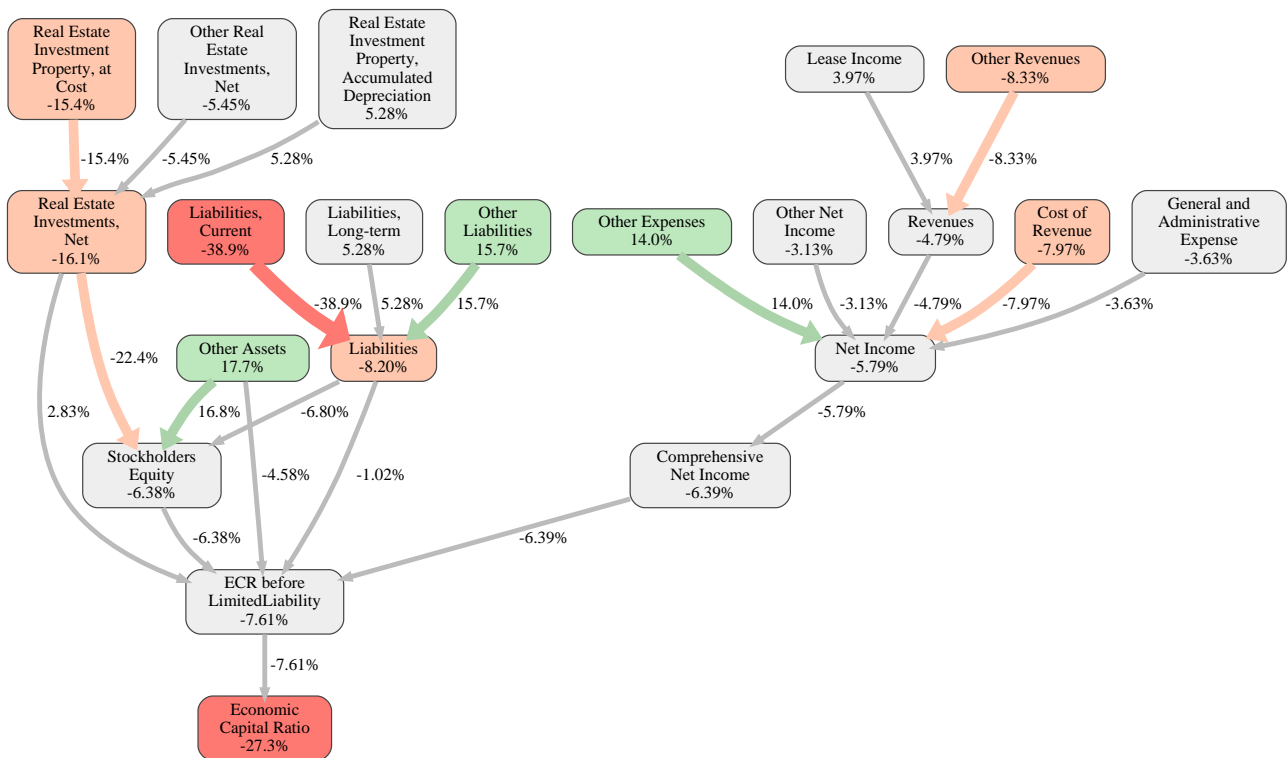 Real Estate
Investment
Property, at
Cost
-15.4%
Other Real
Estate
Investments,
Net
-5.45%
Real Estate
Investment
Property,
Accumulated
Depreciation
5.28%
Lease Income
3.97%
Other Revenues
-8.33%
-15.4%
-5.45%
5.28%
3.97%
-8.33%
Real Estate
Investments,
Net
-16.1%
Liabilities,
Current
-38.9%
Liabilities,
Long-term
5.28%
Other
Liabilities
15.7%
Other Expenses
14.0%
Other Net
Income
-3.13%
Revenues
-4.79%
Cost of
Revenue
-7.97%
General and
Administrative
Expense
-3.63%
-38.9%
5.28%
15.7%
14.0%
-3.13%
-4.79%
-7.97%
-3.63%
-22.4%
Other Assets
17.7%
Liabilities
-8.20%
Net Income
-5.79%
2.83%
16.8%
-6.80%
-5.79%
Stockholders
Equity
-6.38%
-4.58%
-1.02%
Comprehensive
Net Income
-6.39%
-6.38%
-6.39%
ECR before
LimitedLiability
-7.61%
-7.61%
Economic
Capital Ratio
-27.3%